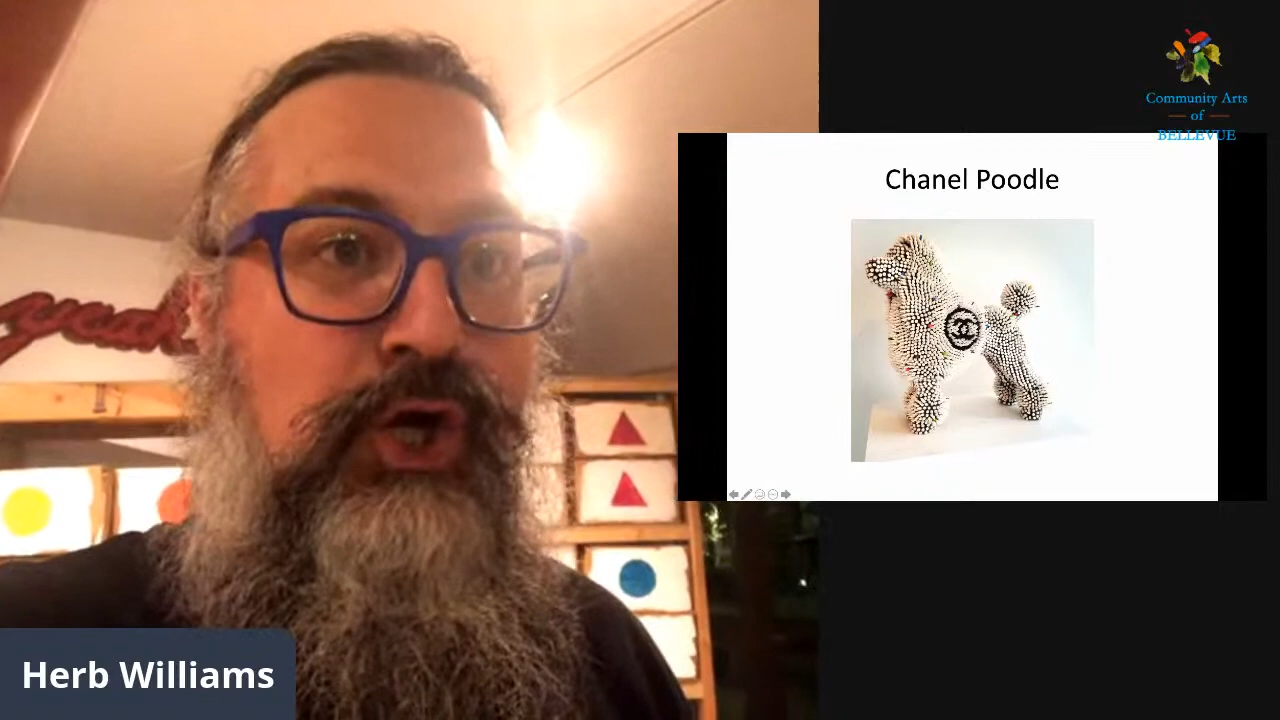 Community Arts
of
BELLEVUE
Chanel Poodle
Herb Williams